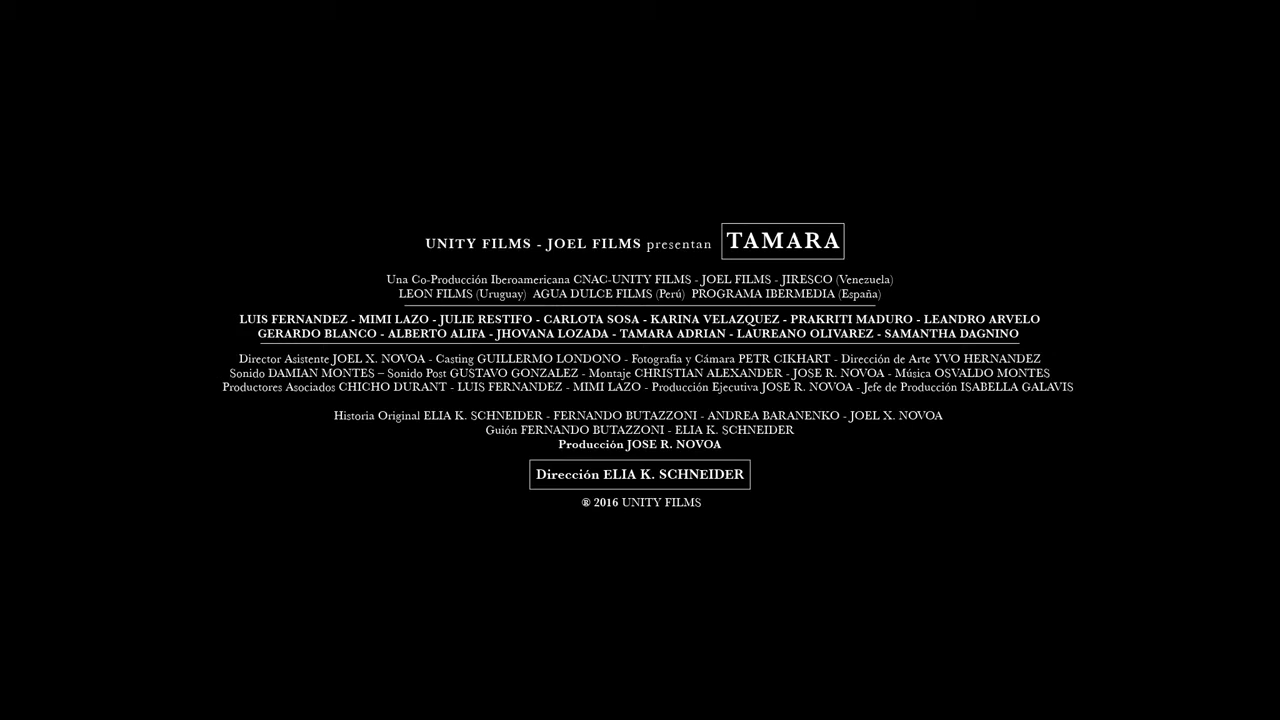 UNITY FILMS - JOEL FILMS presentan TAMARA
Una Co-Producción Iberoamericana CNAC-UNITY FILMS - JOEL FILMS - JIRESCO (Venezuela)
LEON FILMS (Uruguay) AGUA DULCE FILMS (Perú) PROGRAMA IBERMEDIA (España)
LUIS FERNANDEZ - MIMI LAZO - JULIE RESTIFO - CARLOTA SOSA - KARINA VELAZQUEZ - PRAKRITI MADURO - LEANDRO ARVELO
GERARDO BLANCO - ALBERTO ALIFA - JHOVANA LOZADA - TAMARA ADRIAN - LAUREANO OLIVAREZ - SAMANTHA DAGNINO
Director Asistente JOEL X. NOVOA - Casting GUILLERMO LONDONO - Fotografía y Cámara PETR CIKHART - Dirección de Arte YVO HERNANDEZ
Sonido DAMIAN MONTES – Sonido Post GUSTAVO GONZALEZ - Montaje CHRISTIAN ALEXANDER - JOSE R. NOVOA - Música OSVALDO MONTES
Productores Asociados CHICHO DURANT - LUIS FERNANDEZ - MIMI LAZO - Producción Ejecutiva JOSE R. NOVOA - Jefe de Producción ISABELLA GALAVIS
Historia Original ELIA K. SCHNEIDER - FERNANDO BUTAZZONI - ANDREA BARANENKO - JOEL X. NOVOA
Guión FERNANDO BUTAZZONI - ELIA K. SCHNEIDER
Producción JOSE R. NOVOA
Dirección ELIA K. SCHNEIDER
® 2016 UNITY FILMS